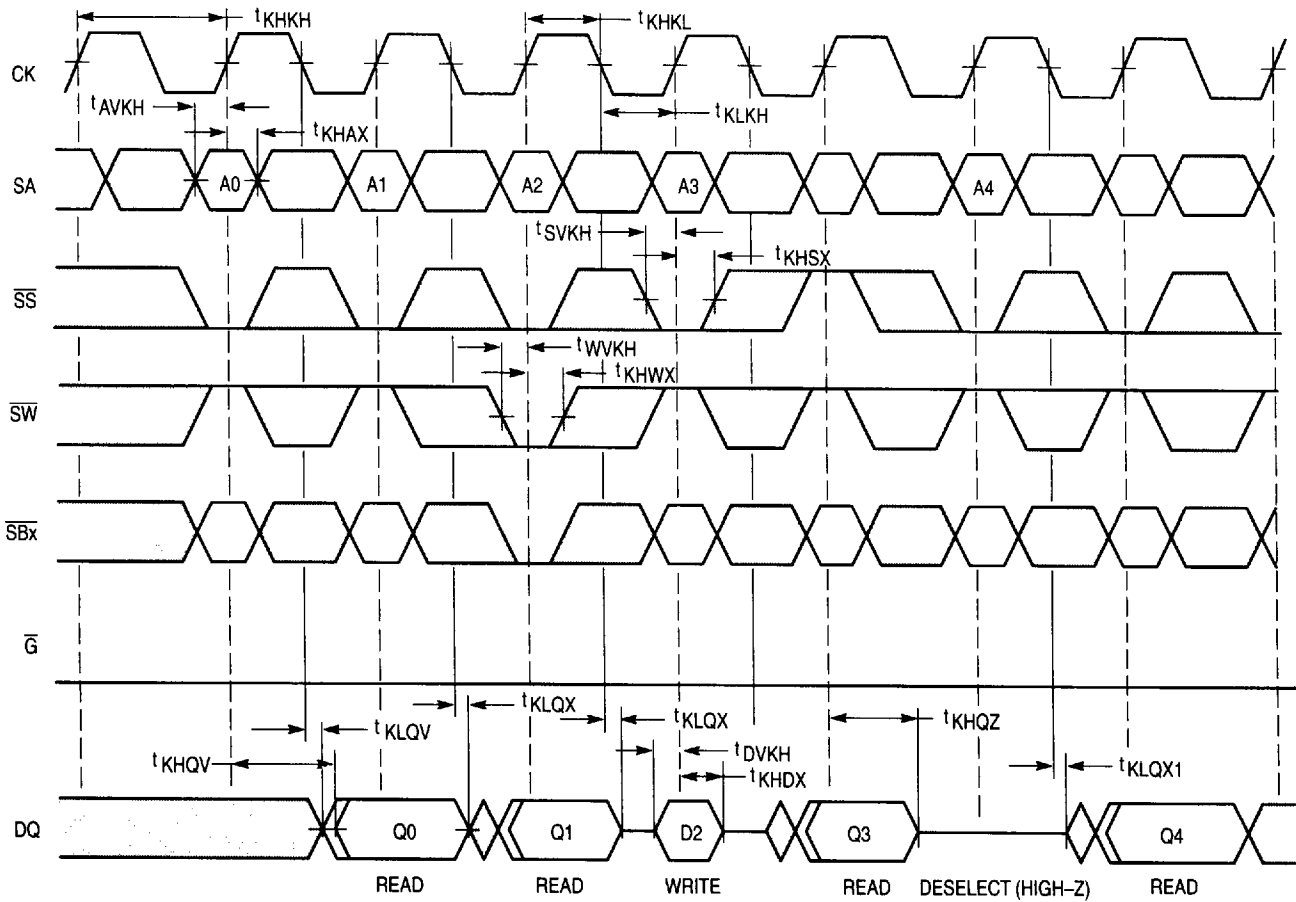 tKHKH
tKHKL
CK
tAVKH
tKLKH
tKHAX
SA
A0
A1
A2
A3
A4
tSVKH
tKHSX
SS
tWVKH
tKHWX
SW
SBx
G
tKLQV
tKLQX
tKLQX
tKHQZ
tKHQV
tDVKH
tKHDX
tKLQX1
DQ
Q0
Q1
D2
Q3
Q4
READ
READ
WRITE
READ
DESELECT (HIGH–Z)
READ